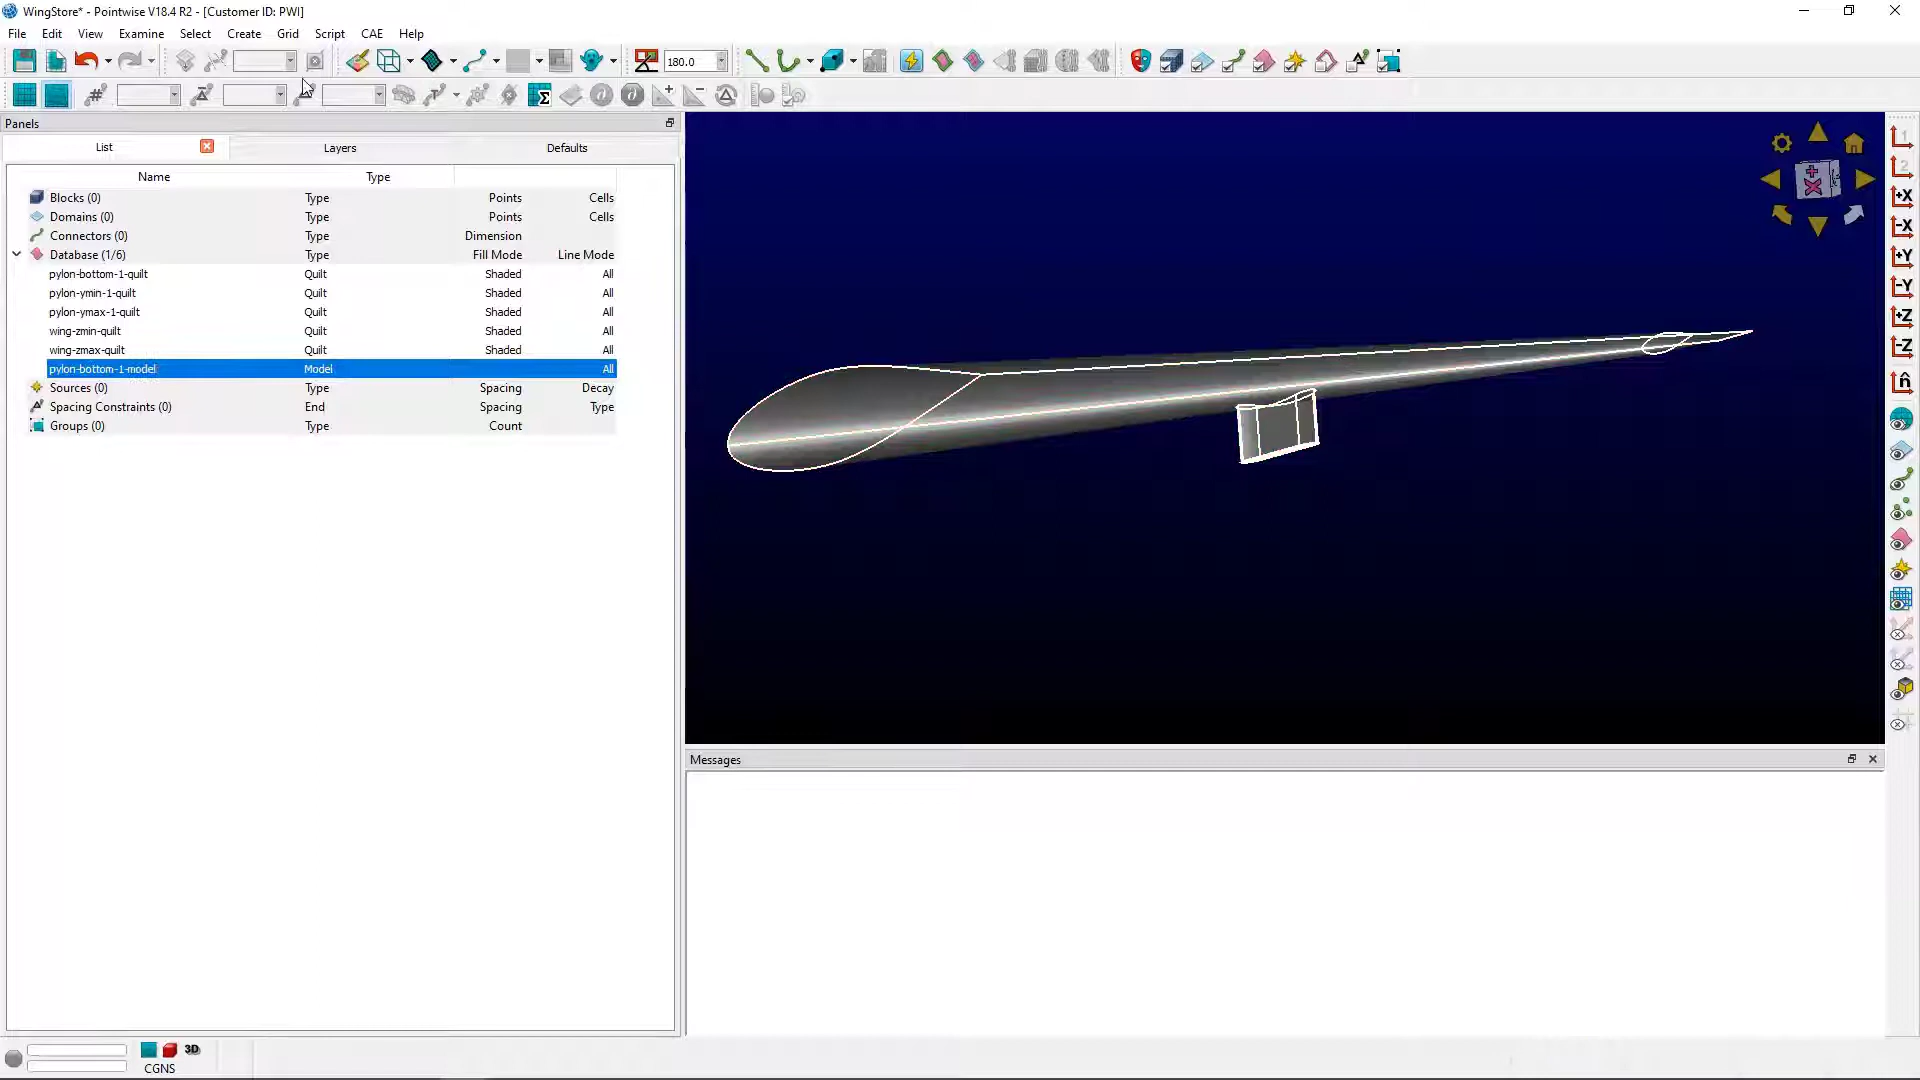 WingStore* - Pointwise V18.4 R2 - [Customer ID: PWI]
File Edit View Examine Select Create Grid Script CAE Help
180.0
Panels
List Layers Defaults
Name Type
Blocks (0) Type Points Cells
Domains (0) Type Points Cells
Connectors (0) Type Dimension
Database (1/6) Type Fill Mode Line Mode
pylon-bottom-1-quilt Quilt Shaded All
pylon-ymin-1-quilt Quilt Shaded All
pylon-ymax-1-quilt Quilt Shaded All
wing-zmin-quilt Quilt Shaded All
wing-zmax-quilt Quilt Shaded All
pylon-bottom-1-model Model All
Sources (0) Type Spacing Decay
Spacing Constraints (0) End Spacing Type
Groups (0) Type Count
1
2
+X
-X
+Y
-Y
+Z
-Z
n̂
Messages
3D
CGNS